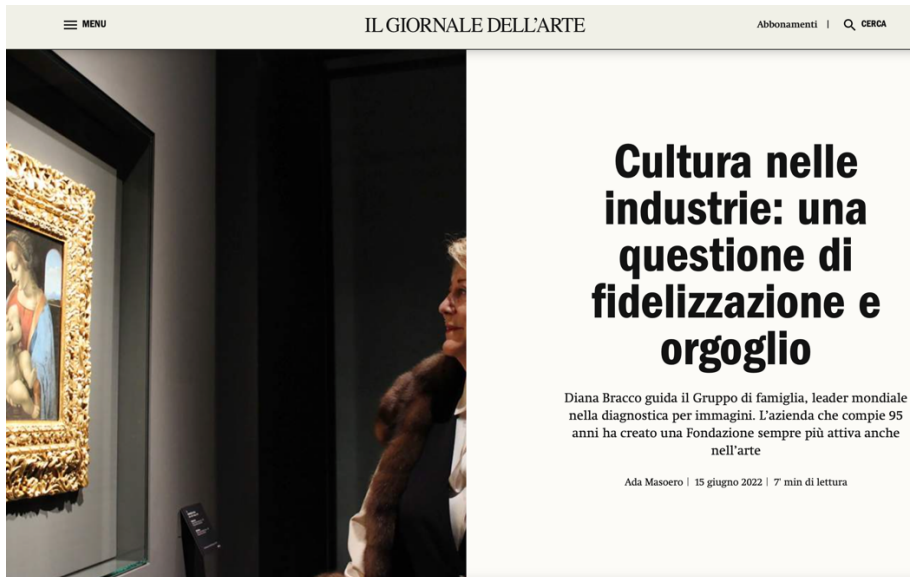 MENU
IL GIORNALE DELL'ARTE
Abbonamenti |
CERCA
Cultura nelle
industrie: una
questione di
fidelizzazione e
orgoglio
Diana Bracco guida il Gruppo di famiglia, leader mondiale
nella diagnostica per immagini. L'azienda che compie 95
anni ha creato una Fondazione sempre più attiva anche
nell'arte
Ada Masoero | 15 giugno 2022 | 7' min di lettura